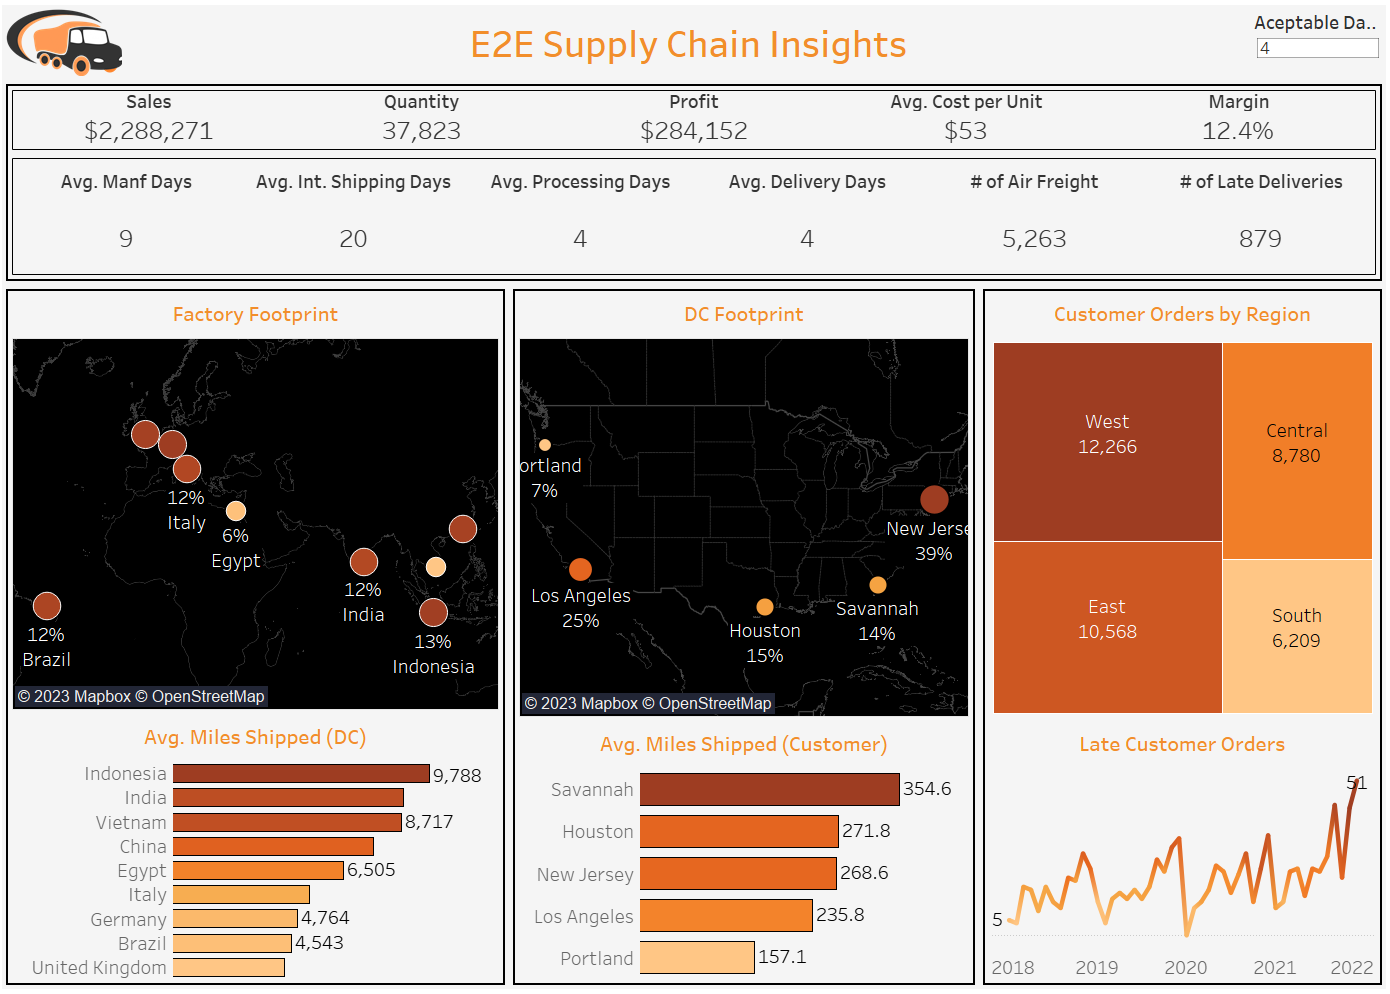 E2E Supply Chain Insights
Aceptable Da..
4
Sales
$2,288,271
Quantity
37,823
Profit
$284,152
Avg. Cost per Unit
$53
Margin
12.4%
Avg. Manf Days
9
Avg. Int. Shipping Days
20
Avg. Processing Days
4
Avg. Delivery Days
4
# of Air Freight
5,263
# of Late Deliveries
879
Factory Footprint
12%
Italy
6%
Egypt
12%
India
13%
Indonesia
12%
Brazil
© 2023 Mapbox © OpenStreetMap
Avg. Miles Shipped (DC)
Indonesia 9,788
India
Vietnam 8,717
China
Egypt 6,505
Italy
Germany 4,764
Brazil 4,543
United Kingdom
DC Footprint
ortland
7%
New Jerse
39%
Los Angeles
25%
Savannah
14%
Houston
15%
© 2023 Mapbox © OpenStreetMap
Avg. Miles Shipped (Customer)
Savannah 354.6
Houston 271.8
New Jersey 268.6
Los Angeles 235.8
Portland 157.1
Customer Orders by Region
West
12,266
Central
8,780
East
10,568
South
6,209
Late Customer Orders
51
5
2018 2019 2020 2021 2022